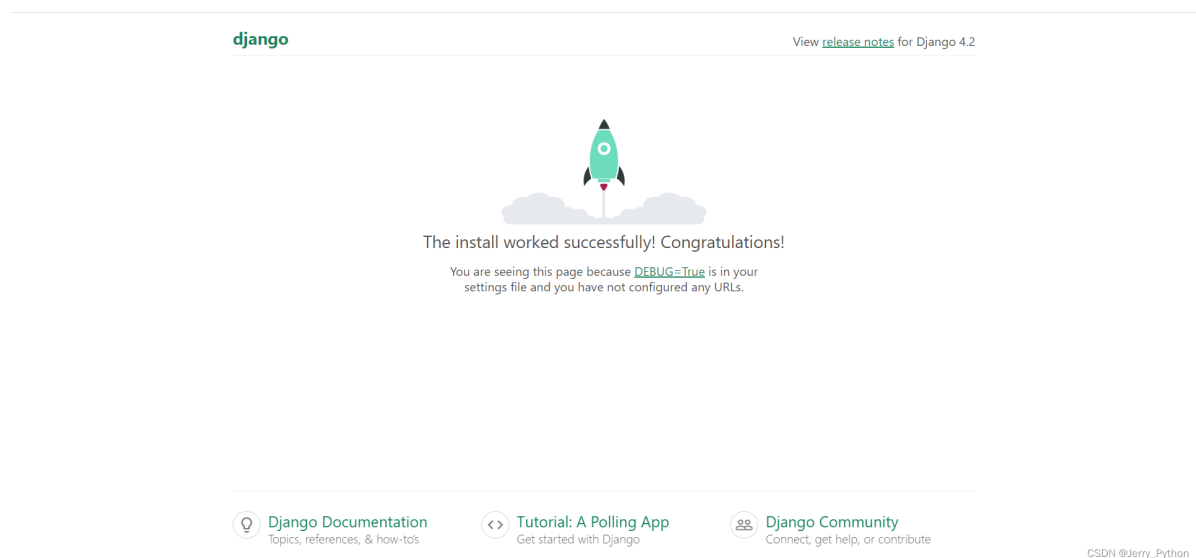 django
View release notes for Django 4.2
The install worked successfully! Congratulations!
You are seeing this page because DEBUG=True is in your
settings file and you have not configured any URLs.
Django Documentation
Topics, references, & how-to's
Tutorial: A Polling App
Get started with Django
Django Community
Connect, get help, or contribute
CSDN @Jerry_Python